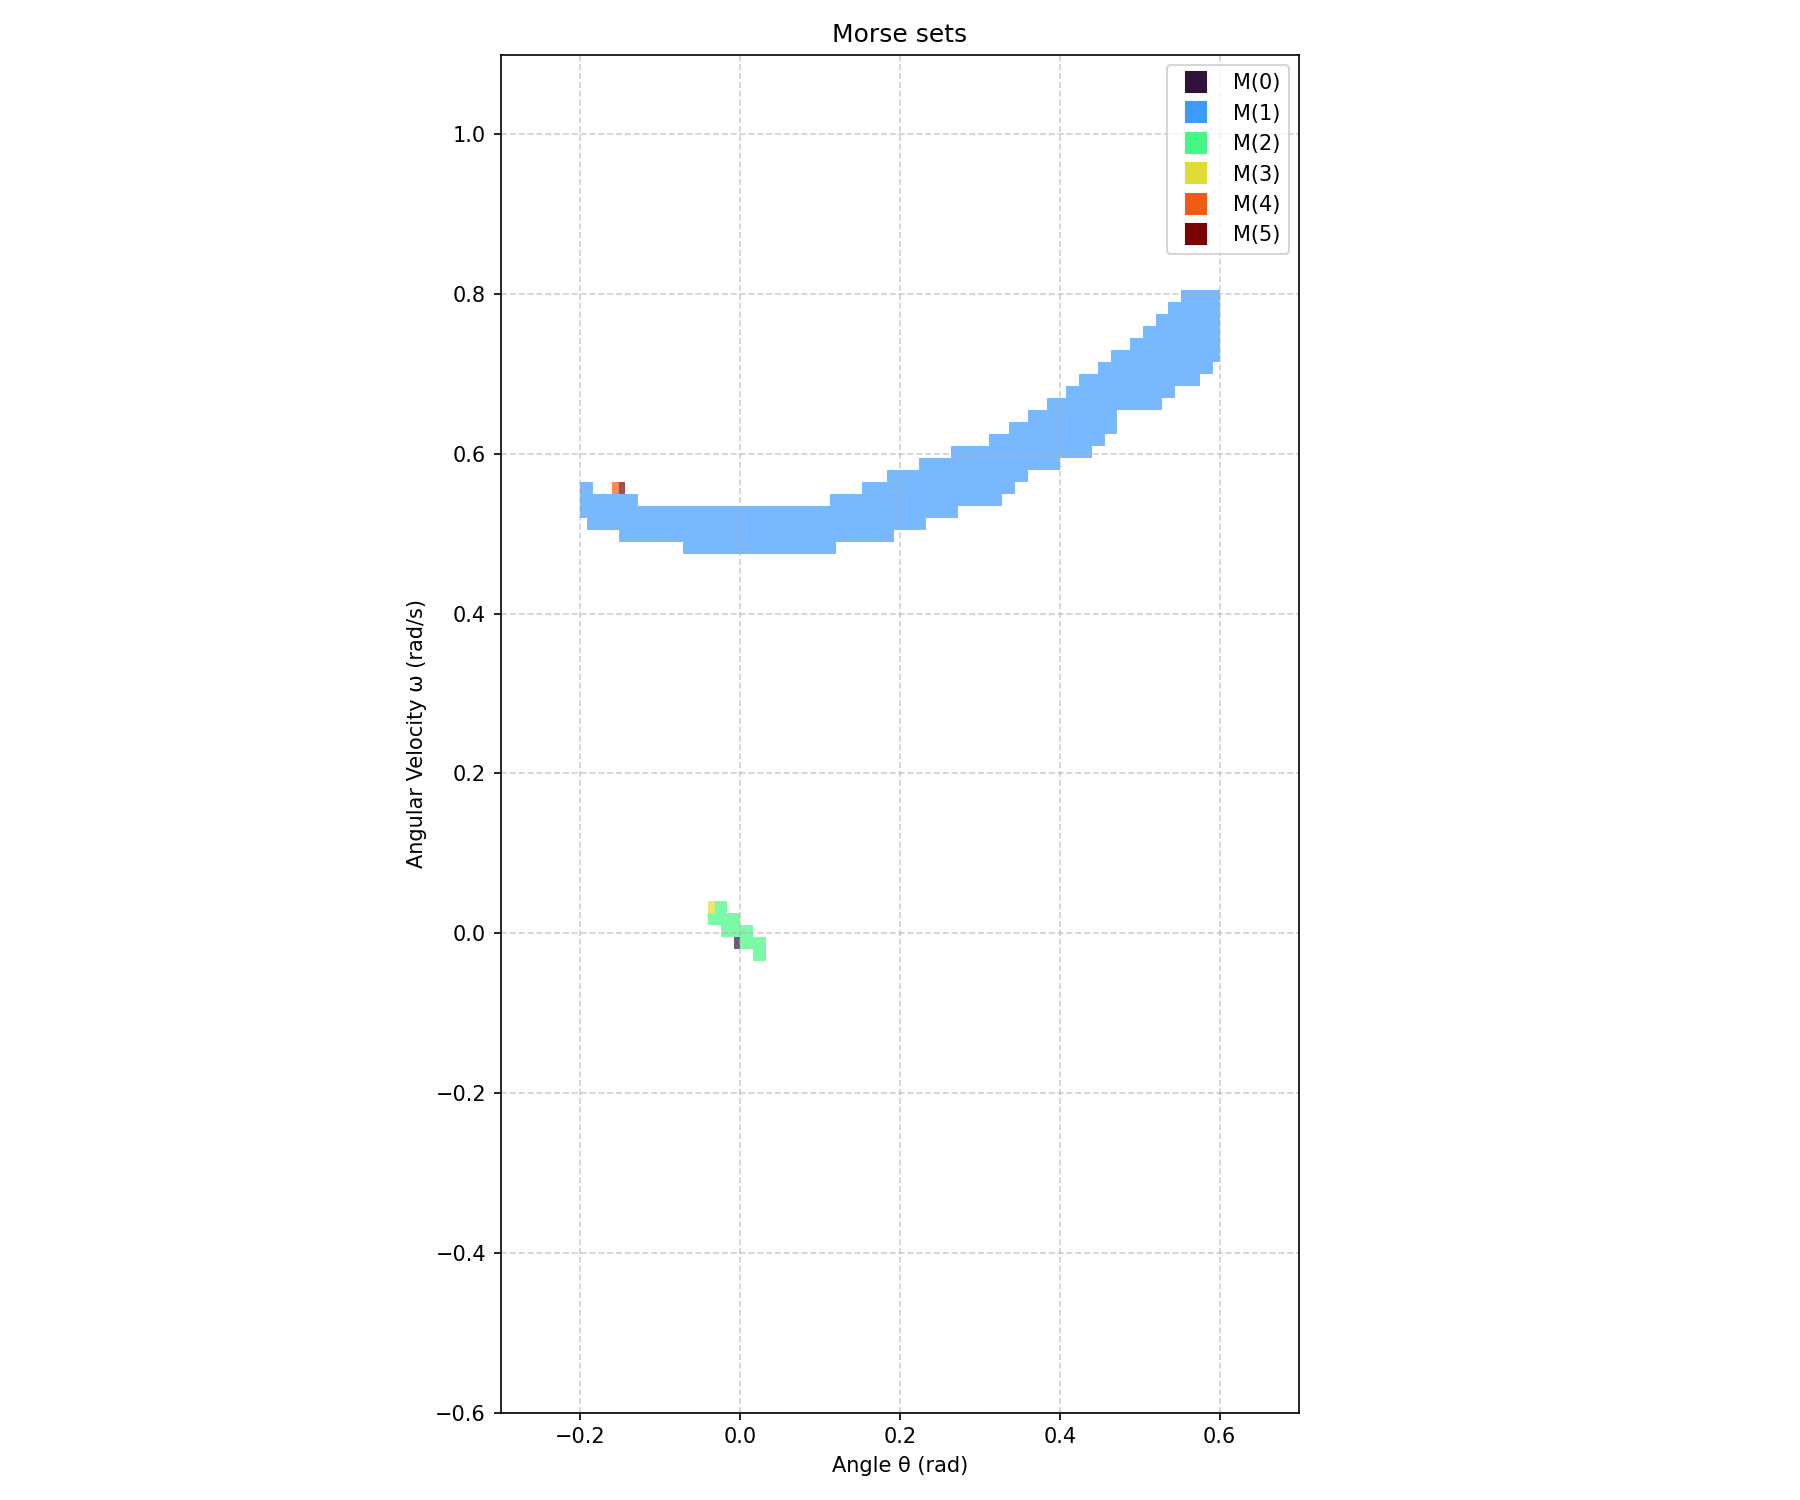 Morse sets
M(0)
M(1)
M(2)
M(3)
M(4)
M(5)
1.0
0.8
0.6
0.4
0.2
0.0
−0.2
−0.4
−0.6
Angular Velocity ω (rad/s)
−0.2 0.0 0.2 0.4 0.6
Angle θ (rad)